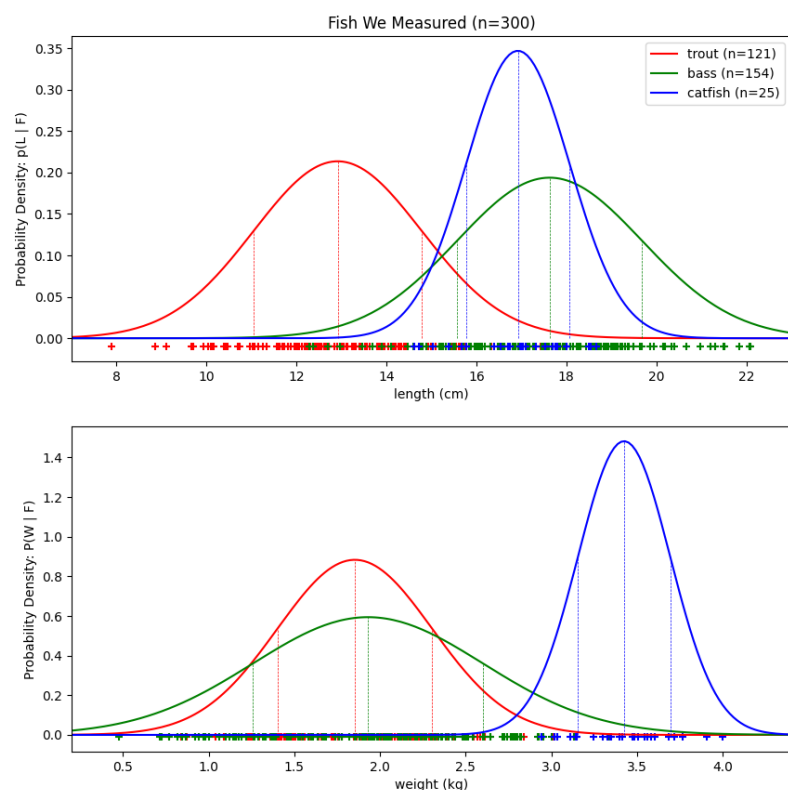 Fish We Measured (n=300)
trout (n=121)
bass (n=154)
catfish (n=25)
Probability Density: p(L | F)
0.35
0.30
0.25
0.20
0.15
0.10
0.05
0.00
8 10 12 14 16 18 20 22
length (cm)
Probability Density: P(W | F)
1.4
1.2
1.0
0.8
0.6
0.4
0.2
0.0
0.5 1.0 1.5 2.0 2.5 3.0 3.5 4.0
weight (kg)